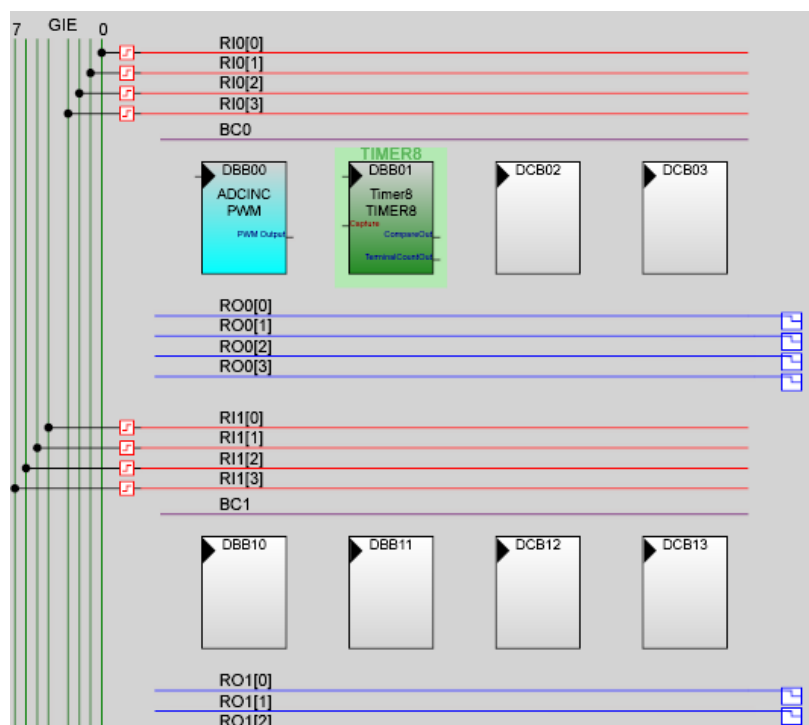 7 GIE 0
RI0[0]
RI0[1]
RI0[2]
RI0[3]
BC0
TIMER8
DBB00 DBB01 DCB02 DCB03
ADCINC Timer8
PWM TIMER8
Capture
PWM Output CompareOut
TerminalCountOut
RO0[0]
RO0[1]
RO0[2]
RO0[3]
RI1[0]
RI1[1]
RI1[2]
RI1[3]
BC1
DBB10 DBB11 DCB12 DCB13
RO1[0]
RO1[1]
RO1[2]